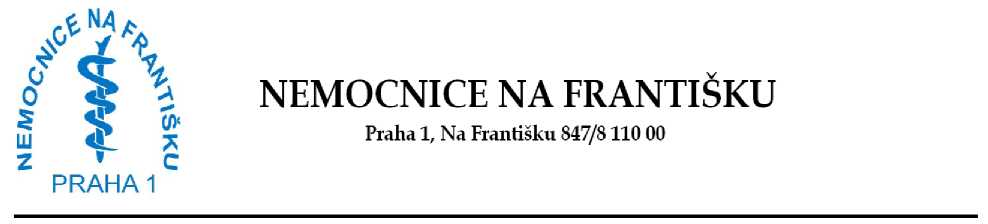 NEMOCNICE NA FRANTIŠKU
PRAHA 1
NEMOCNICE NA FRANTIŠKU
Praha 1, Na Františku 847/8 110 00